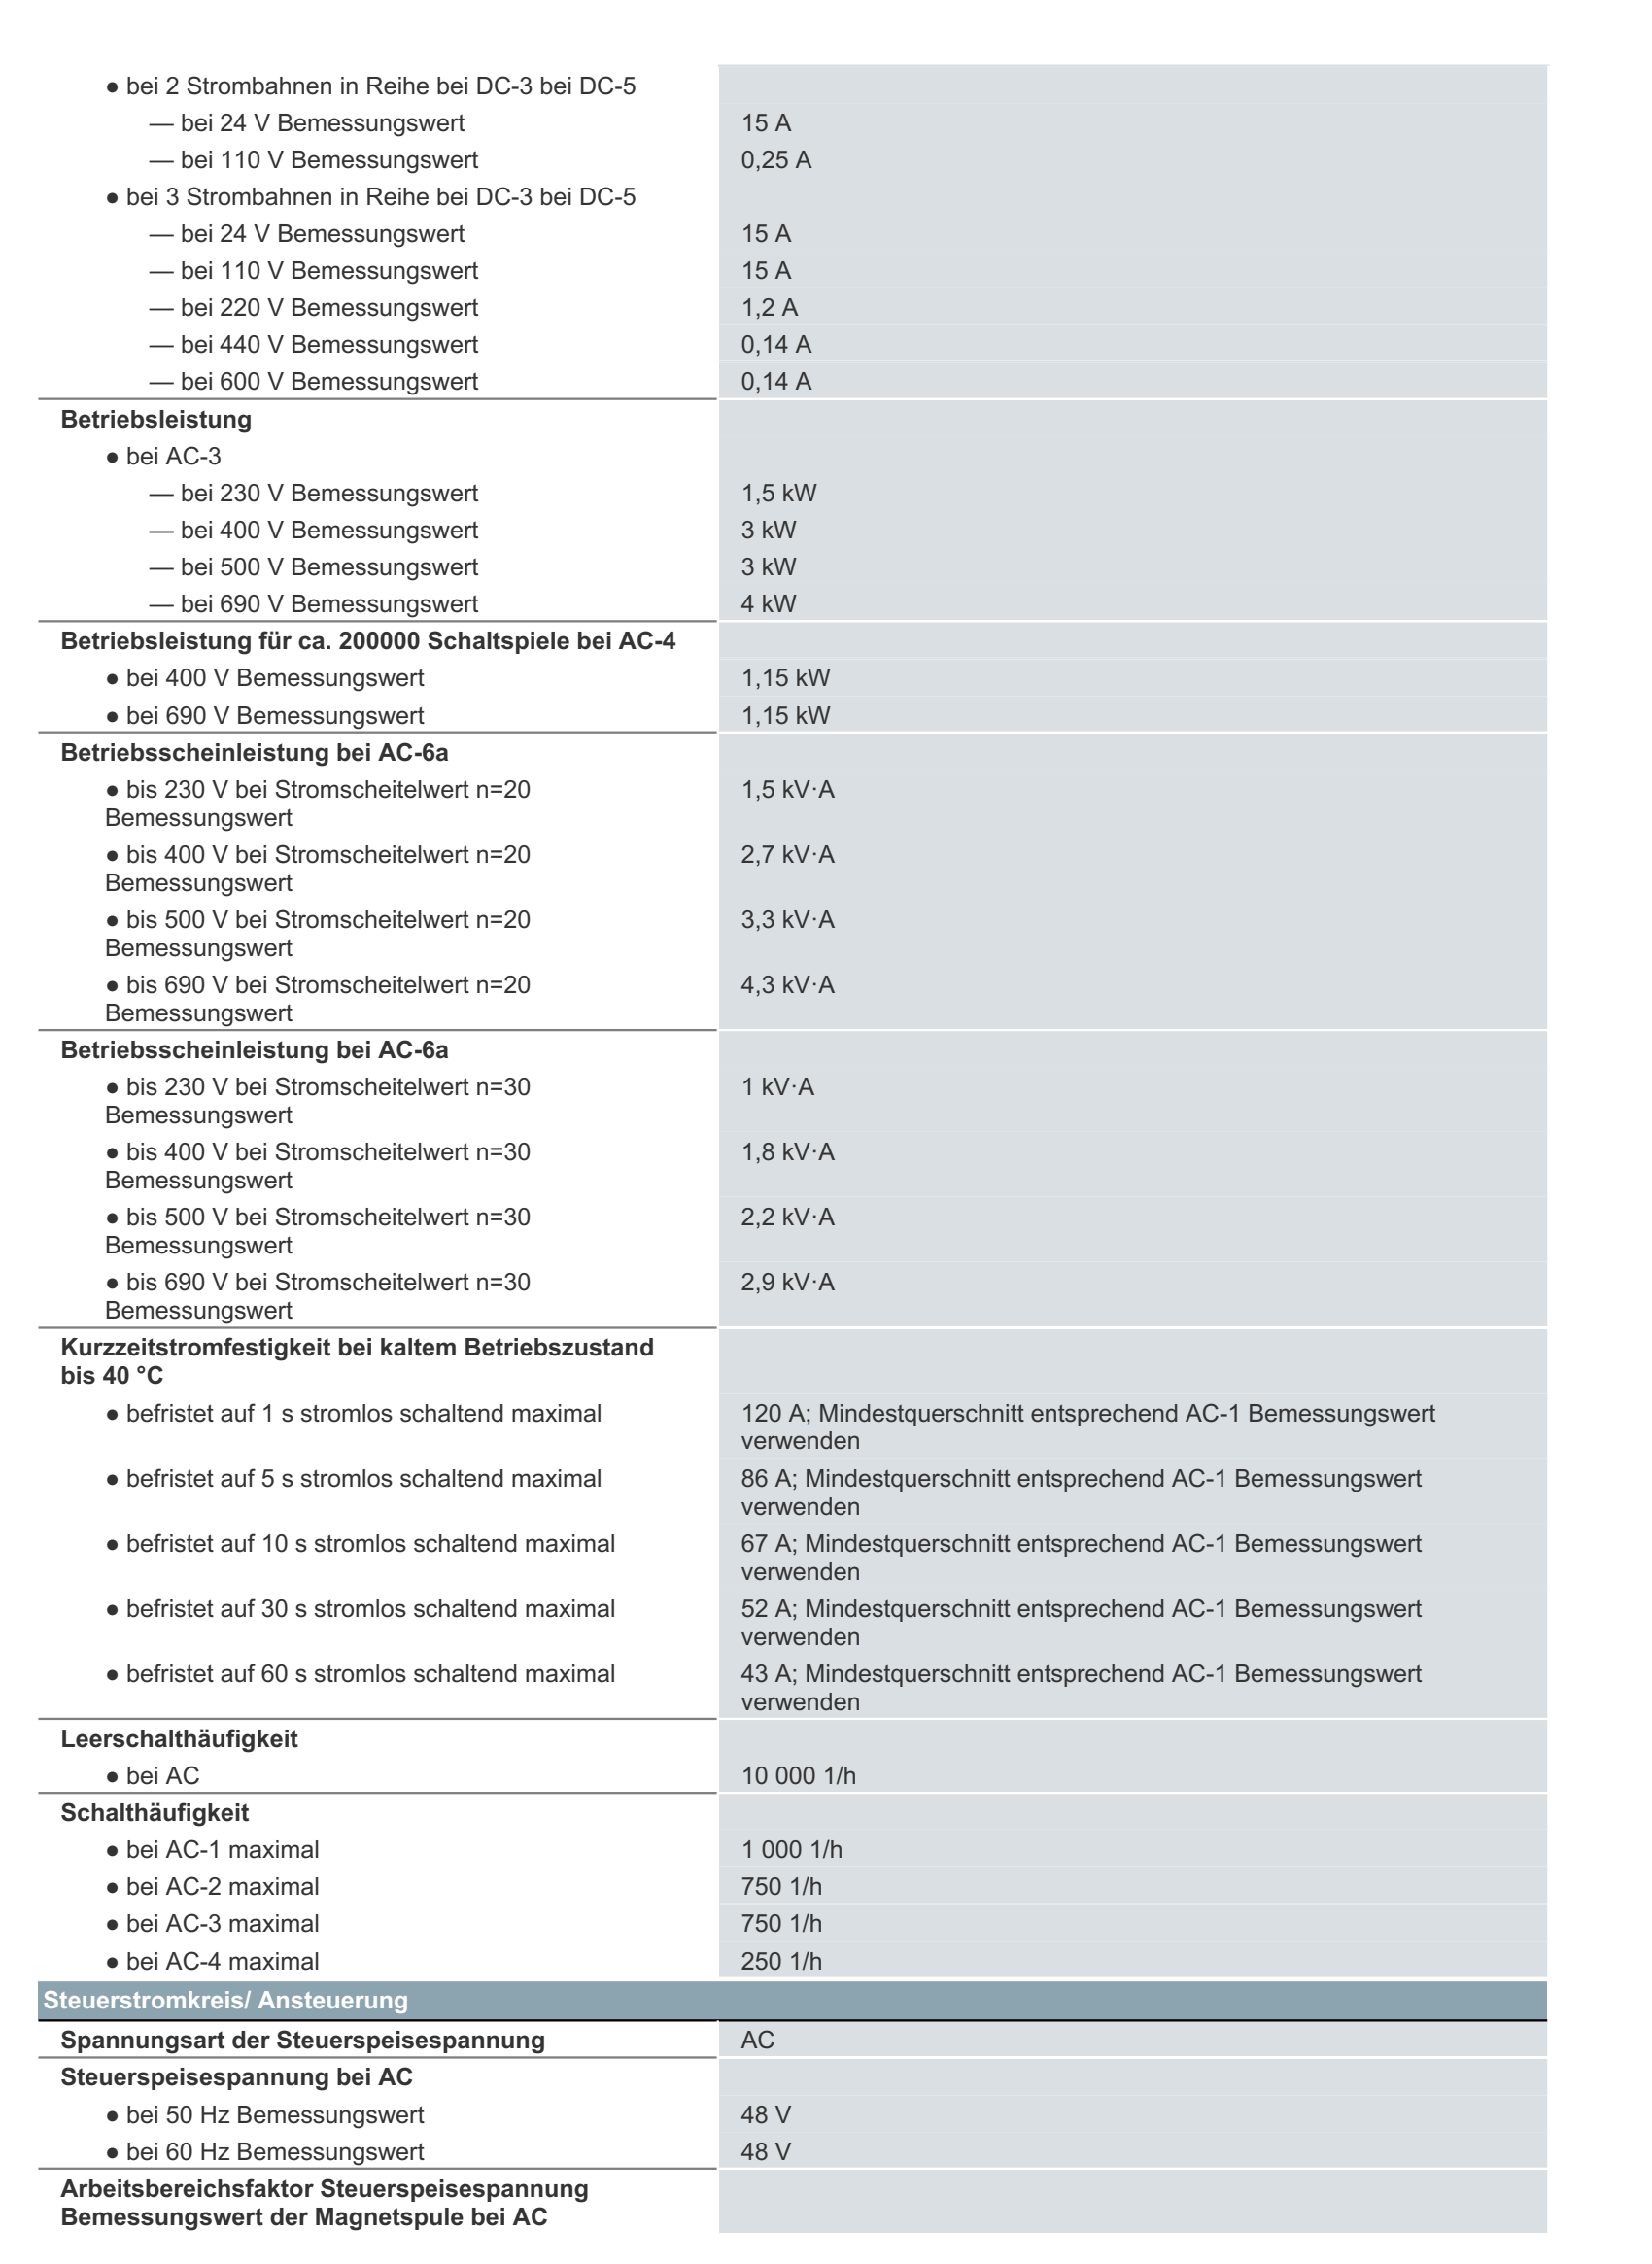 ● bei 2 Strombahnen in Reihe bei DC-3 bei DC-5
— bei 24 V Bemessungswert 15 A
— bei 110 V Bemessungswert 0,25 A
● bei 3 Strombahnen in Reihe bei DC-3 bei DC-5
— bei 24 V Bemessungswert 15 A
— bei 110 V Bemessungswert 15 A
— bei 220 V Bemessungswert 1,2 A
— bei 440 V Bemessungswert 0,14 A
— bei 600 V Bemessungswert 0,14 A
Betriebsleistung
● bei AC-3
— bei 230 V Bemessungswert 1,5 kW
— bei 400 V Bemessungswert 3 kW
— bei 500 V Bemessungswert 3 kW
— bei 690 V Bemessungswert 4 kW
Betriebsleistung für ca. 200000 Schaltspiele bei AC-4
● bei 400 V Bemessungswert 1,15 kW
● bei 690 V Bemessungswert 1,15 kW
Betriebsscheinleistung bei AC-6a
● bis 230 V bei Stromscheitelwert n=20 1,5 kV·A
Bemessungswert
● bis 400 V bei Stromscheitelwert n=20 2,7 kV·A
Bemessungswert
● bis 500 V bei Stromscheitelwert n=20 3,3 kV·A
Bemessungswert
● bis 690 V bei Stromscheitelwert n=20 4,3 kV·A
Bemessungswert
Betriebsscheinleistung bei AC-6a
● bis 230 V bei Stromscheitelwert n=30 1 kV·A
Bemessungswert
● bis 400 V bei Stromscheitelwert n=30 1,8 kV·A
Bemessungswert
● bis 500 V bei Stromscheitelwert n=30 2,2 kV·A
Bemessungswert
● bis 690 V bei Stromscheitelwert n=30 2,9 kV·A
Bemessungswert
Kurzzeitstromfestigkeit bei kaltem Betriebszustand
bis 40 °C
● befristet auf 1 s stromlos schaltend maximal 120 A; Mindestquerschnitt entsprechend AC-1 Bemessungswert
verwenden
● befristet auf 5 s stromlos schaltend maximal 86 A; Mindestquerschnitt entsprechend AC-1 Bemessungswert
verwenden
● befristet auf 10 s stromlos schaltend maximal 67 A; Mindestquerschnitt entsprechend AC-1 Bemessungswert
verwenden
● befristet auf 30 s stromlos schaltend maximal 52 A; Mindestquerschnitt entsprechend AC-1 Bemessungswert
verwenden
● befristet auf 60 s stromlos schaltend maximal 43 A; Mindestquerschnitt entsprechend AC-1 Bemessungswert
verwenden
Leerschalthäufigkeit
● bei AC 10 000 1/h
Schalthäufigkeit
● bei AC-1 maximal 1 000 1/h
● bei AC-2 maximal 750 1/h
● bei AC-3 maximal 750 1/h
● bei AC-4 maximal 250 1/h
Steuerstromkreis/ Ansteuerung
Spannungsart der Steuerspeisespannung AC
Steuerspeisespannung bei AC
● bei 50 Hz Bemessungswert 48 V
● bei 60 Hz Bemessungswert 48 V
Arbeitsbereichsfaktor Steuerspeisespannung
Bemessungswert der Magnetspule bei AC